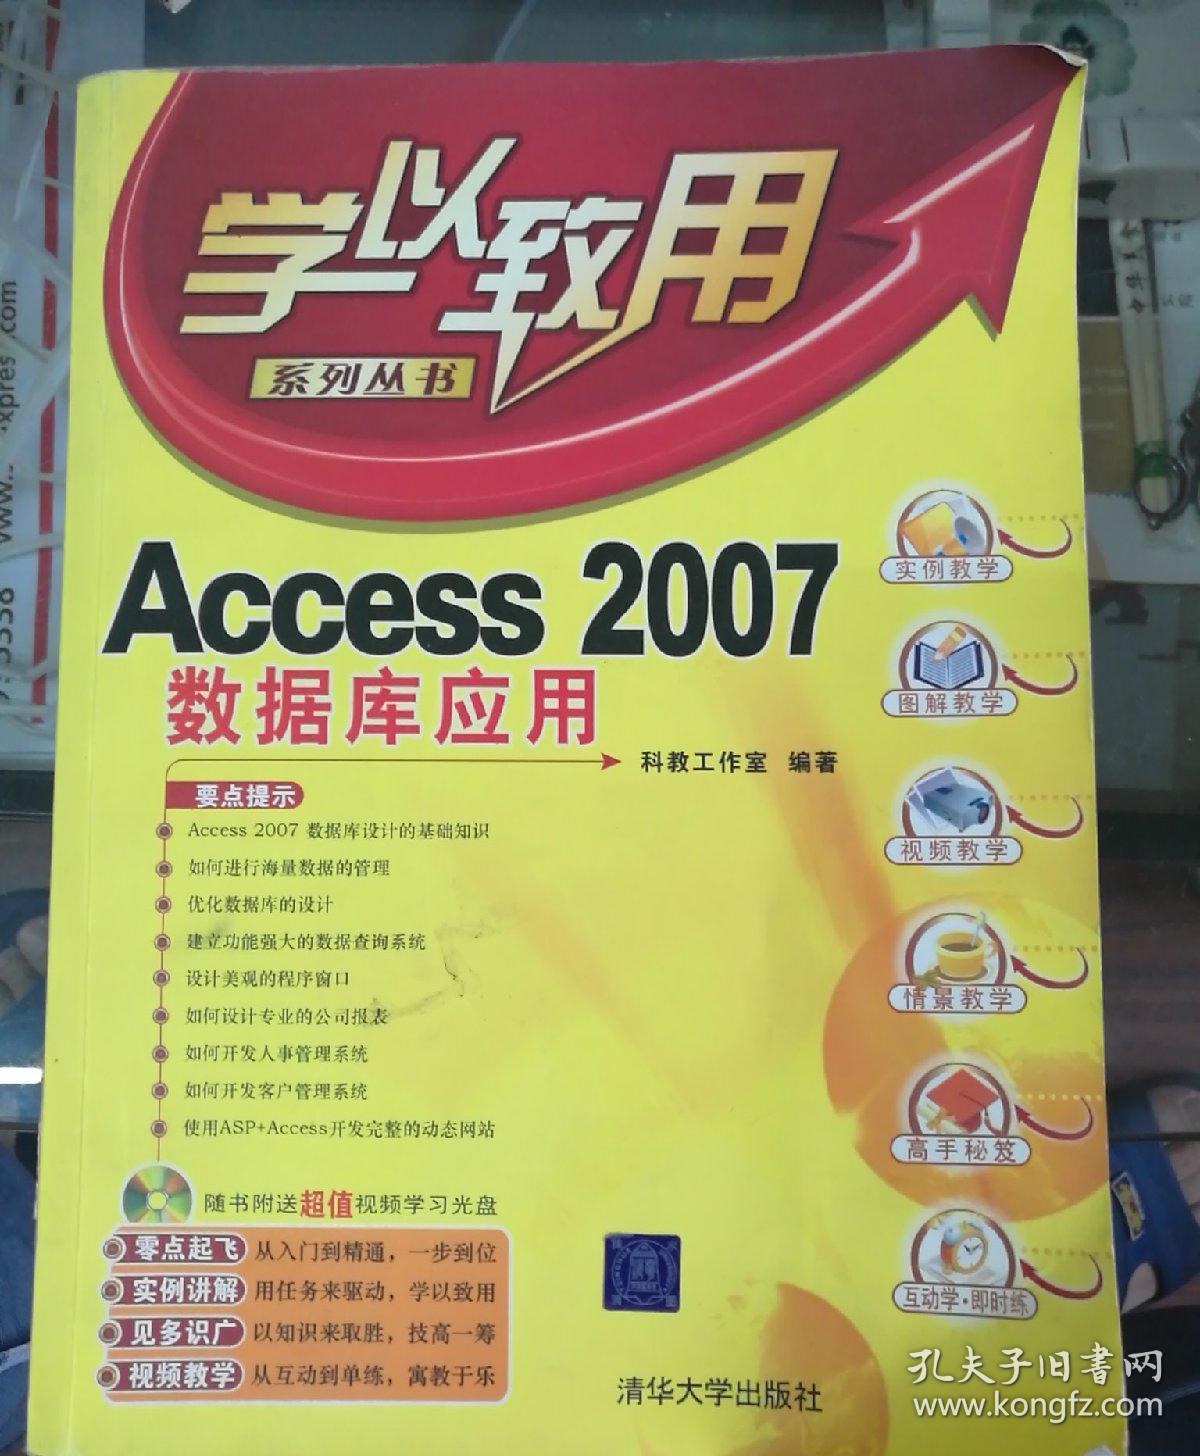 学以致用
系列丛书
Access 2007
数据库应用
科教工作室 编著
要点提示
Access 2007 数据库设计的基础知识
如何进行海量数据的管理
优化数据库的设计
建立功能强大的数据查询系统
设计美观的程序窗口
如何设计专业的公司报表
如何开发人事管理系统
如何开发客户管理系统
使用ASP+Access开发完整的动态网站
随书附送超值视频学习光盘
零点起飞 从入门到精通，一步到位
实例讲解 用任务来驱动，学以致用
见多识广 以知识来取胜，技高一筹
视频教学 从互动到单练，寓教于乐
实例教学
图解教学
视频教学
情景教学
高手秘笈
互动学·即时练
清华大学出版社
孔夫子旧書网
www.kongfz.com